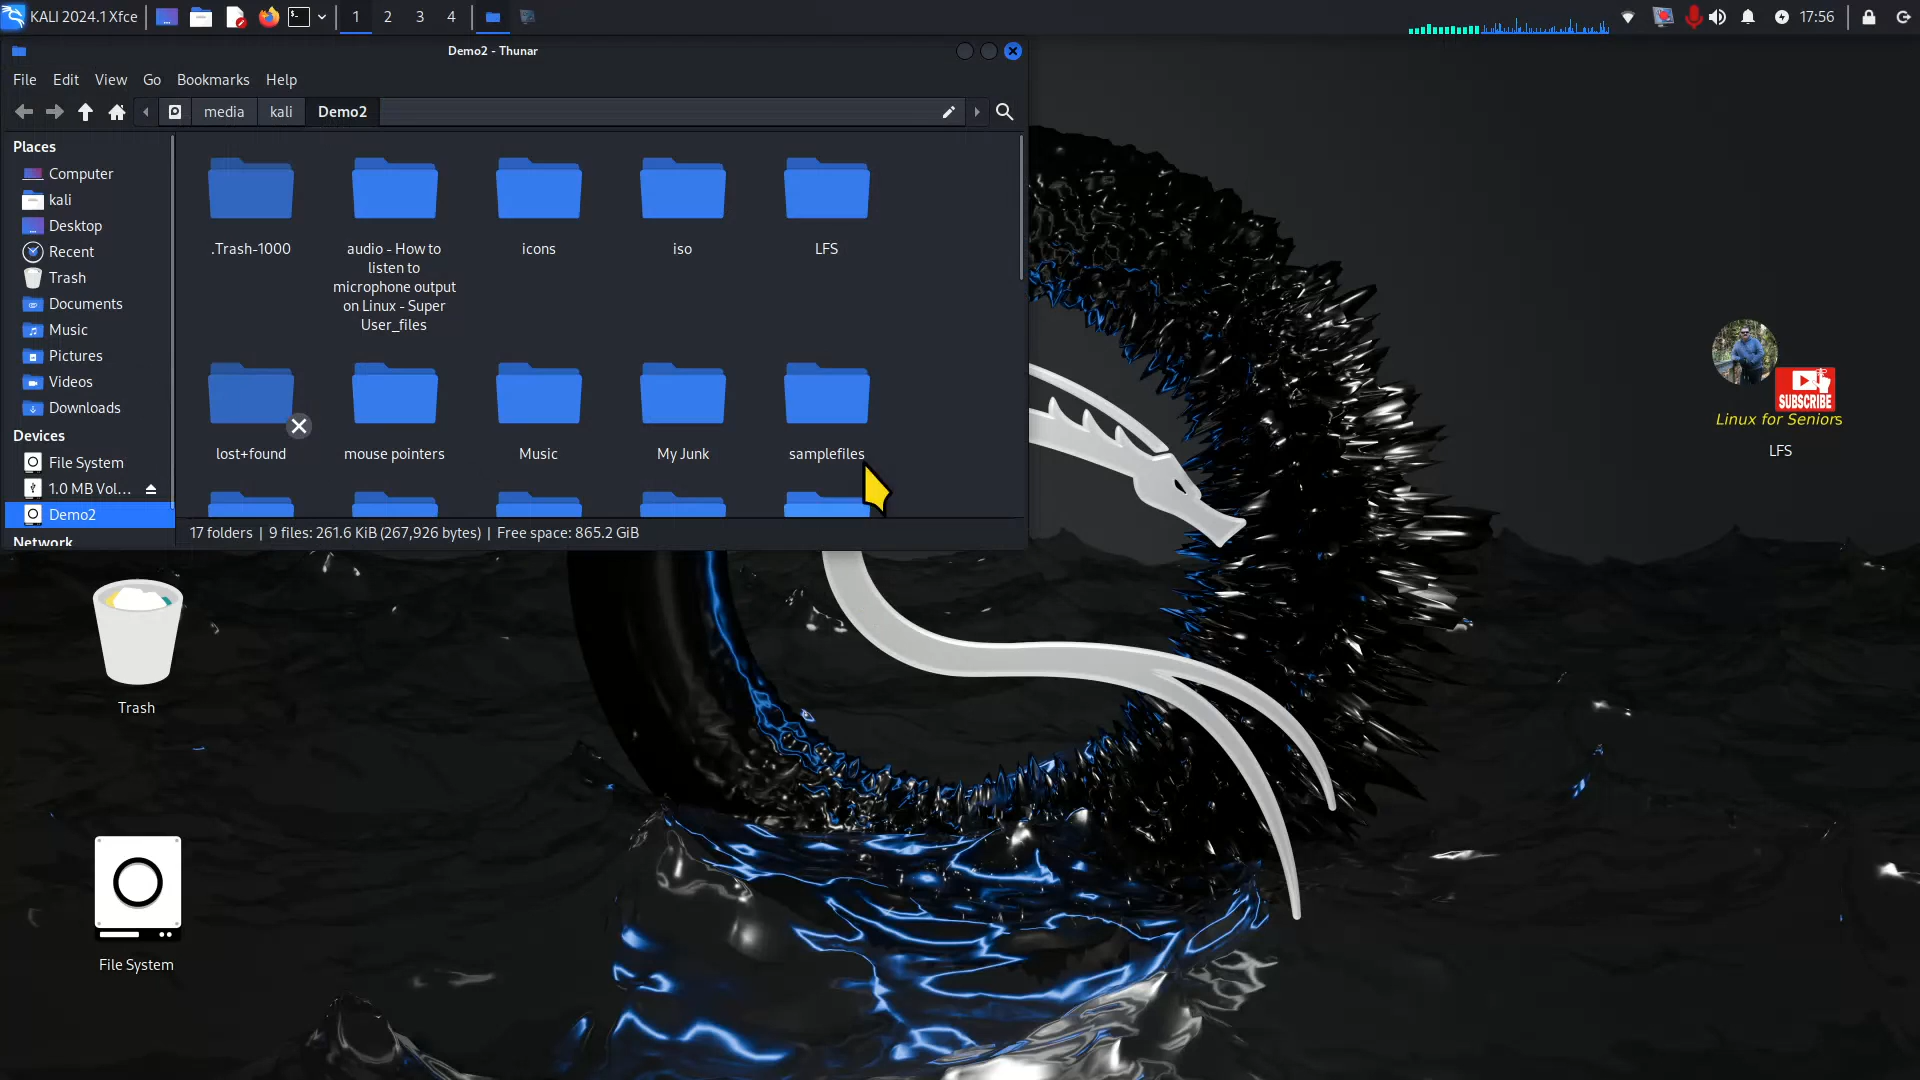 KALI 2024.1 Xfce
1 2 3 4
17:56
Demo2 - Thunar
File Edit View Go Bookmarks Help
media kali Demo2
Places
Computer
kali
Desktop
Recent
Trash
Documents
Music
Pictures
Videos
Downloads
Devices
File System
1.0 MB Vol...
Demo2
Network
.Trash-1000
audio - How to
listen to
microphone output
on Linux - Super
User_files
icons
iso
LFS
lost+found
mouse pointers
Music
My Junk
samplefiles
17 folders | 9 files: 261.6 KiB (267,926 bytes) | Free space: 865.2 GiB
SUBSCRIBE
Linux for Seniors
LFS
Trash
File System